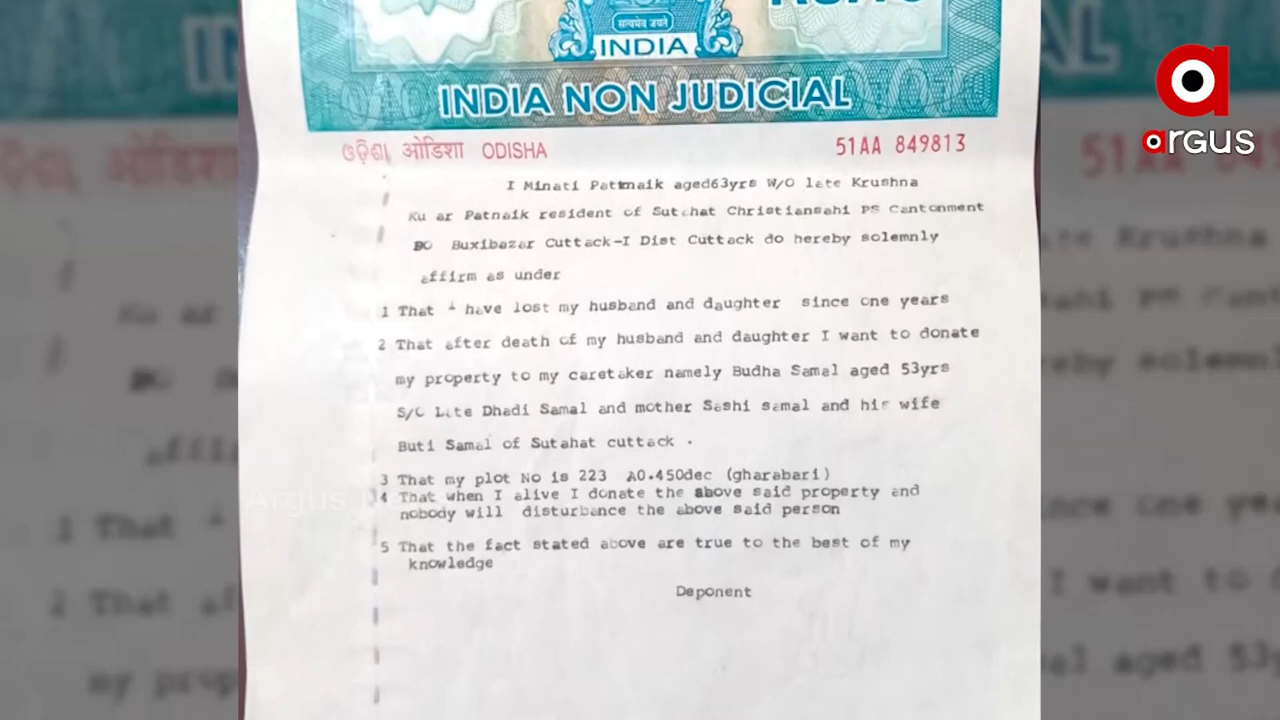 सत्यमेव जयते
INDIA
INDIA NON JUDICIAL
ଓଡ଼ିଶା ओडिशा ODISHA
51AA 849813
I Minati Pattnaik aged63yrs W/O late Krushna
Ku ar Patnaik resident of Sutahat Christiansahi PS Cantonment
PO Buxibazar Cuttack-I Dist Cuttack do hereby solemnly
affirm as under
1 That I have lost my husband and daughter since one years
2 That after death of my husband and daughter I want to donate
my property to my caretaker namely Budha Samal aged 53yrs
S/O Late Dhadi Samal and mother Sashi samal and his wife
Buti Samal of Sutahat cuttack .
3 That my plot No is 223 A0.450dec (gharabari)
4 That when I alive I donate the above said property and
nobody will disturbance the above said person
5 That the fact stated above are true to the best of my
knowledge
Deponent
argus
Argus